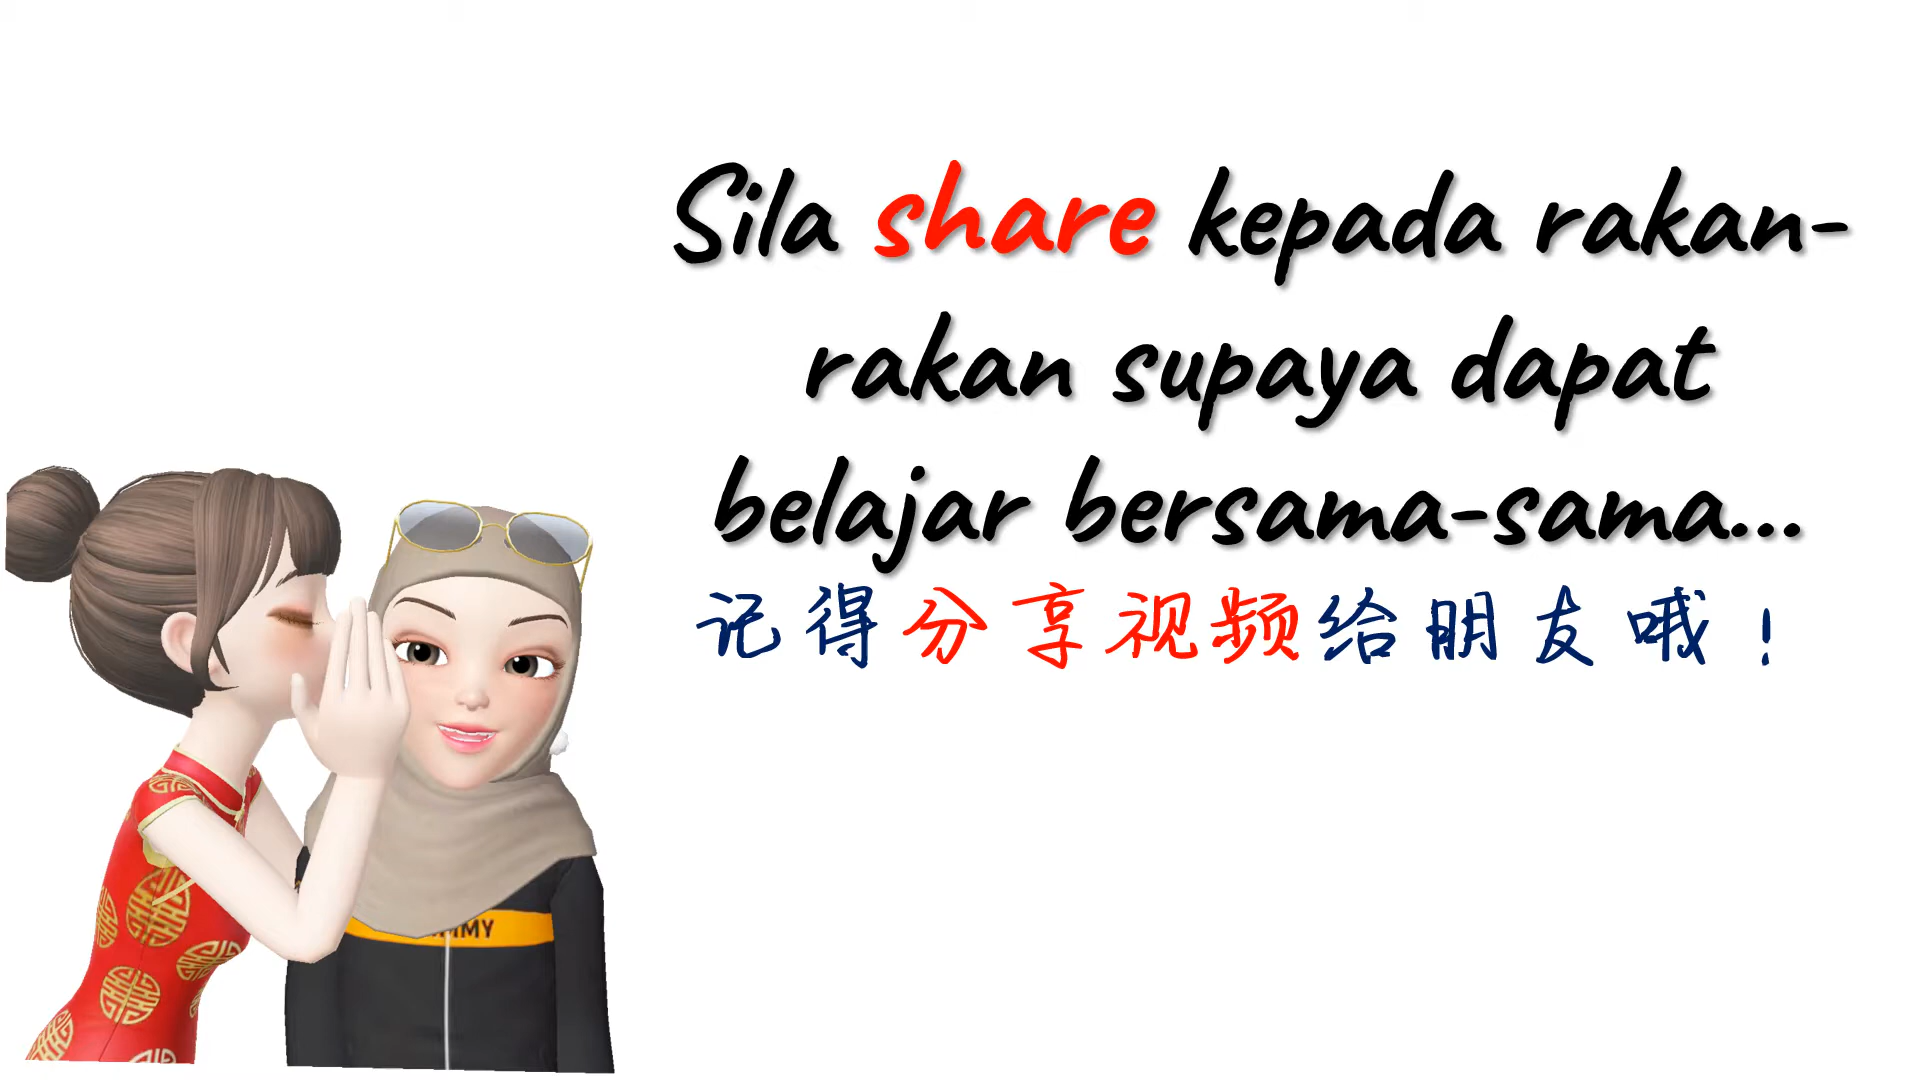 Sila share kepada rakan-
rakan supaya dapat
belajar bersama-sama...
记得分享视频给朋友哦！